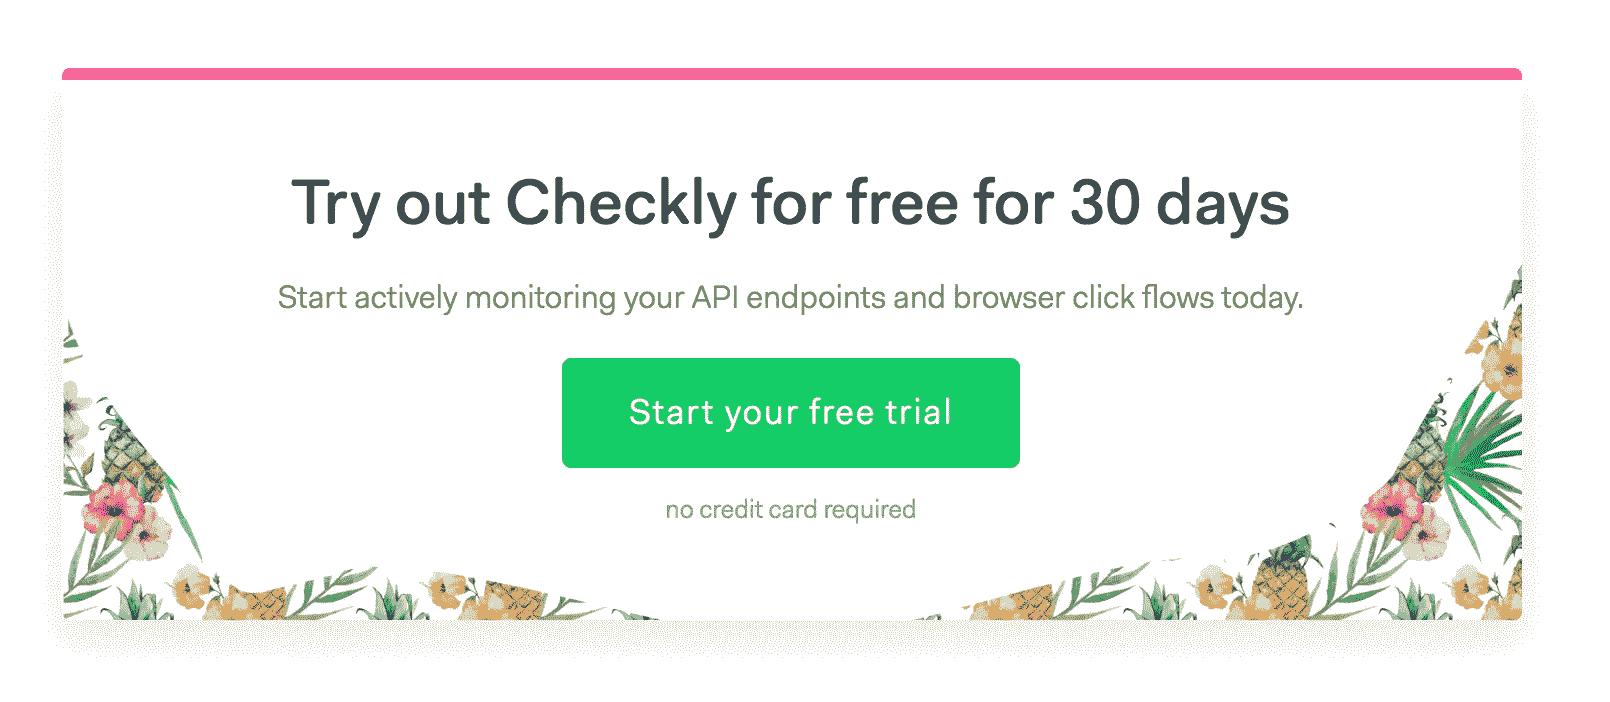 Try out Checkly for free for 30 days
Start actively monitoring your API endpoints and browser click flows today.
Start your free trial
no credit card required